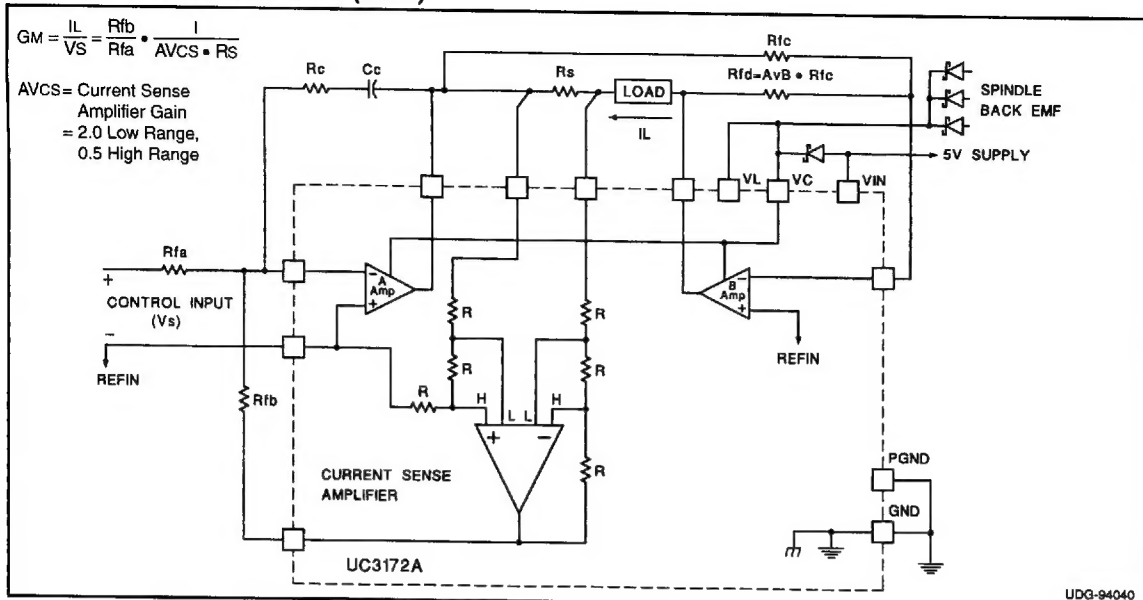 GM = IL/VS = Rfb/Rfa • I/(AVCS • RS)
AVCS = Current Sense
Amplifier Gain
= 2.0 Low Range,
0.5 High Range
Rc
Cc
Rs
LOAD
IL
Rfc
Rfd=AvB • Rfc
SPINDLE
BACK EMF
5V SUPPLY
VL
VC
VIN
Rfa
+
CONTROL INPUT
(Vs)
−
REFIN
Rfb
−
A
Amp
+
R
R
R
R
R
R
H
L
L
H
+
−
CURRENT SENSE
AMPLIFIER
−
B
Amp
+
REFIN
PGND
GND
UC3172A
UDG-94040